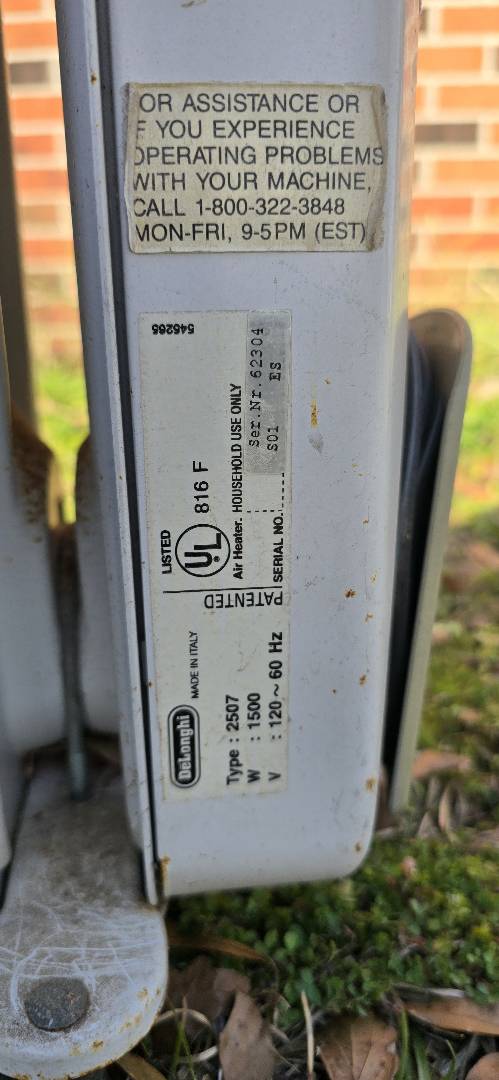 OR ASSISTANCE OR
F YOU EXPERIENCE
OPERATING PROBLEMS
WITH YOUR MACHINE,
CALL 1-800-322-3848
MON-FRI, 9-5PM (EST)
DeLonghi
MADE IN ITALY
Type : 2507
W : 1500
V : 120 ~ 60 Hz
PATENTED
LISTED
UL
816 F
Air Heater. HOUSEHOLD USE ONLY
SERIAL NO.
Ser.Nr.62304
S01 ES
545265